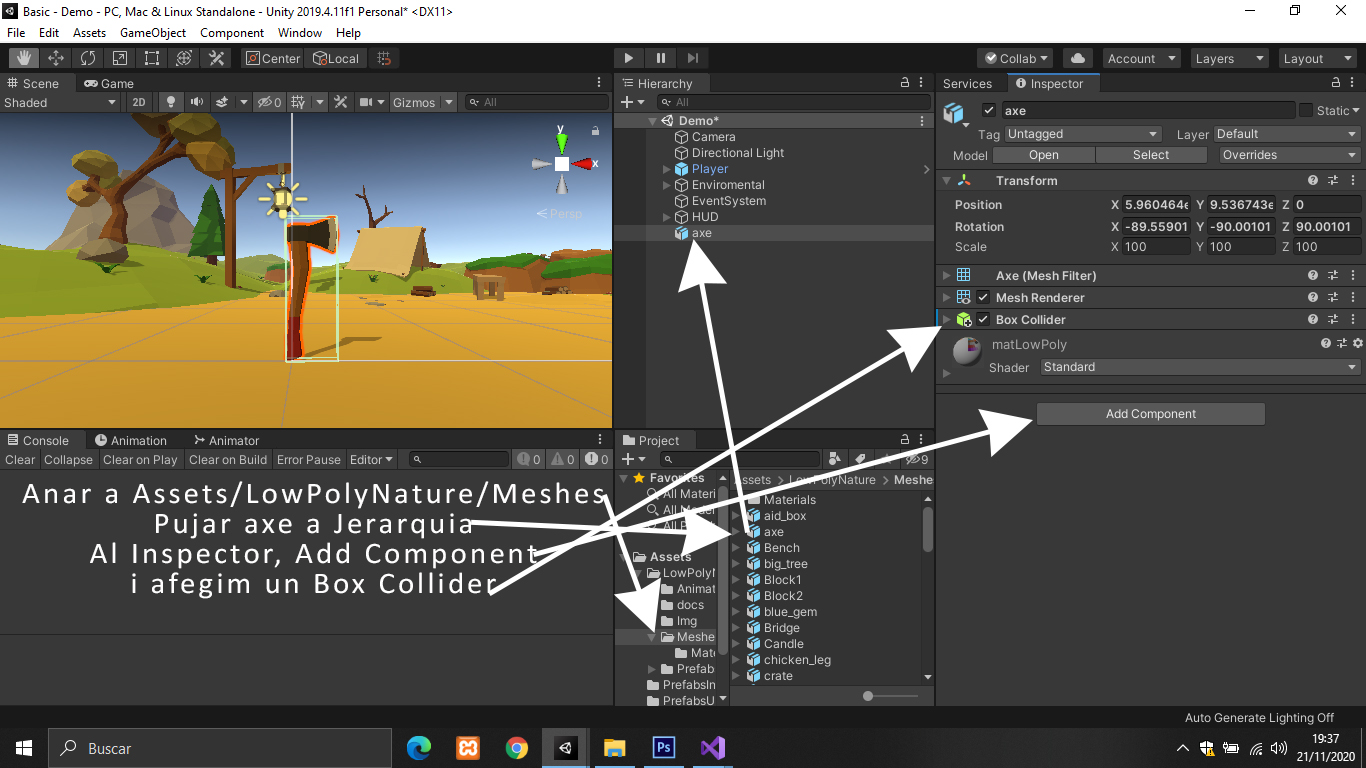 Basic - Demo - PC, Mac & Linux Standalone - Unity 2019.4.11f1 Personal* <DX11>
File Edit Assets GameObject Component Window Help
Center Local
Collab Account Layers Layout
Scene Game
Shaded 2D 0 Gizmos All
Persp
y
x
Hierarchy
All
Demo*
Camera
Directional Light
Player
Enviromental
EventSystem
HUD
axe
Services Inspector
axe Static
Tag Untagged Layer Default
Model Open Select Overrides
Transform
Position X 5.960464e Y 9.536743e Z 0
Rotation X -89.55901 Y -90.00101 Z 90.00101
Scale X 100 Y 100 Z 100
Axe (Mesh Filter)
Mesh Renderer
Box Collider
matLowPoly
Shader Standard
Add Component
Console Animation Animator
Clear Collapse Clear on Play Clear on Build Error Pause Editor 0 0 0
Anar a Assets/LowPolyNature/Meshes
Pujar axe a Jerarquia
Al Inspector, Add Component
i afegim un Box Collider
Project
9
Favorites
All Materi
All Model
Assets
LowPolyN
Animat
docs
Img
Meshe
Mate
Prefab
PrefabsIn
PrefabsU
Assets LowPolyNature Meshe
Materials
aid_box
axe
Bench
big_tree
Block1
Block2
blue_gem
Bridge
Candle
chicken_leg
crate
Auto Generate Lighting Off
Buscar
Ps
19:37
21/11/2020